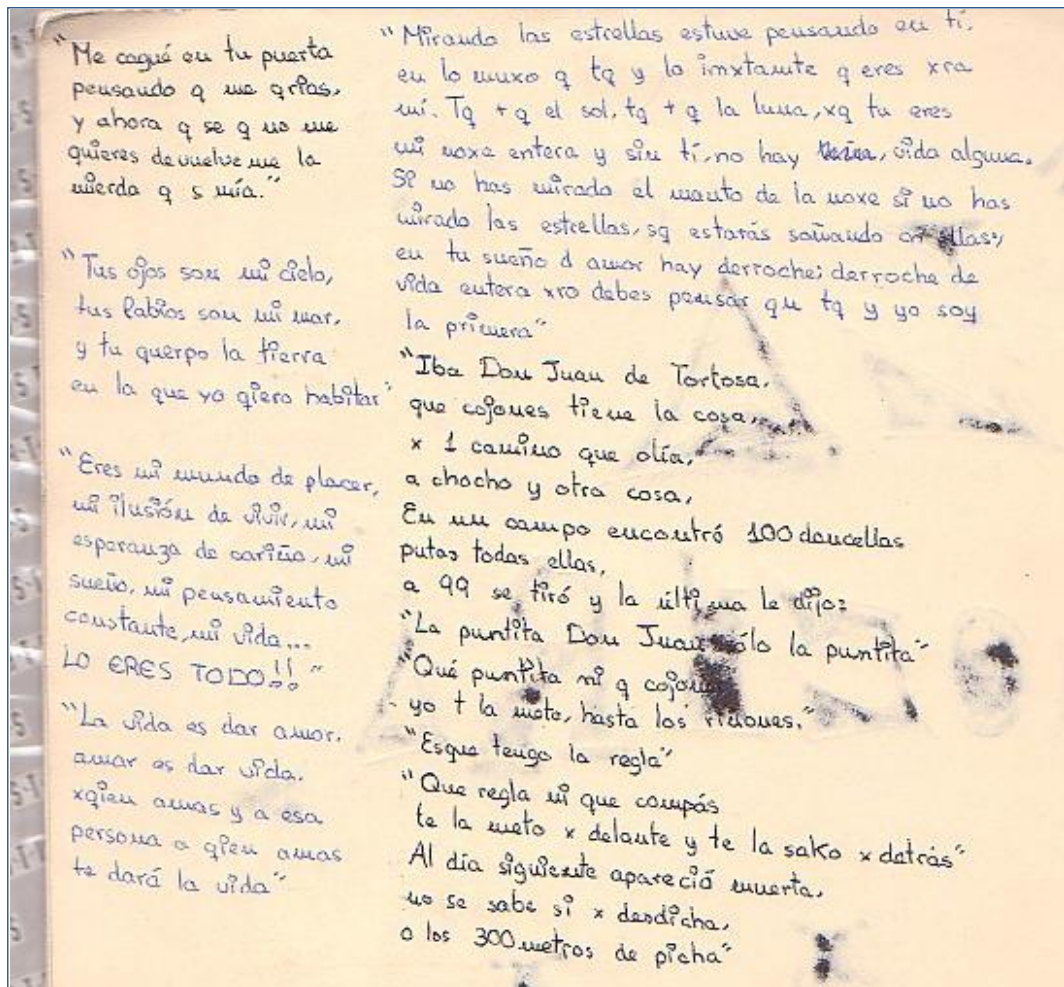 "Me cagué en tu puerta
pensando q me qrías,
y ahora q se q no me
quieres devuelve me la
mierda q s mía."
"Tus ojos son mi cielo,
tus labios son mi mar,
y tu querpo la tierra
en la que yo qiero habitar"
"Eres mi mundo de placer,
mi ilusión de vivir, mi
esperanza de cariño, mi
sueño, mi pensamiento
constante, mi vida...
LO ERES TODO!!"
"La vida es dar amor.
amar es dar vida.
xqien amas y a esa
persona a qien amas
te dará la vida"
"Mirando las estrellas estuve pensando en tí.
en lo muxo q tq y lo imxtante q eres xra
mí. Tq + q el sol, tq + q la luna, xq tu eres
mi noxe entera y sin tí, no hay vida alguna.
Si no has mirado el manto de la noxe si no has
mirado las estrellas, sq estarás soñando ellas;
en tu sueño d amor hay derroche; derroche de
vida entera xro debes pensar qu tq y yo soy
la primera"
"Iba Don Juan de Tortosa,
que cojones tiene la cosa,
x 1 camino que olía,
a chocho y otra cosa,
En un campo encontró 100 doncellas
putas todas ellas,
a 99 se tiró y la última le dijo:
"La puntita Don Juan sólo la puntita"
"Qué puntita ni q
yo t la meto, hasta los riñones."
"Esque tengo la regla"
"Que regla ni que compás
te la meto x delante y te la sako x detrás"
Al día siguiente apareció muerta,
no se sabe si x desdicha,
o los 300 metros de picha"